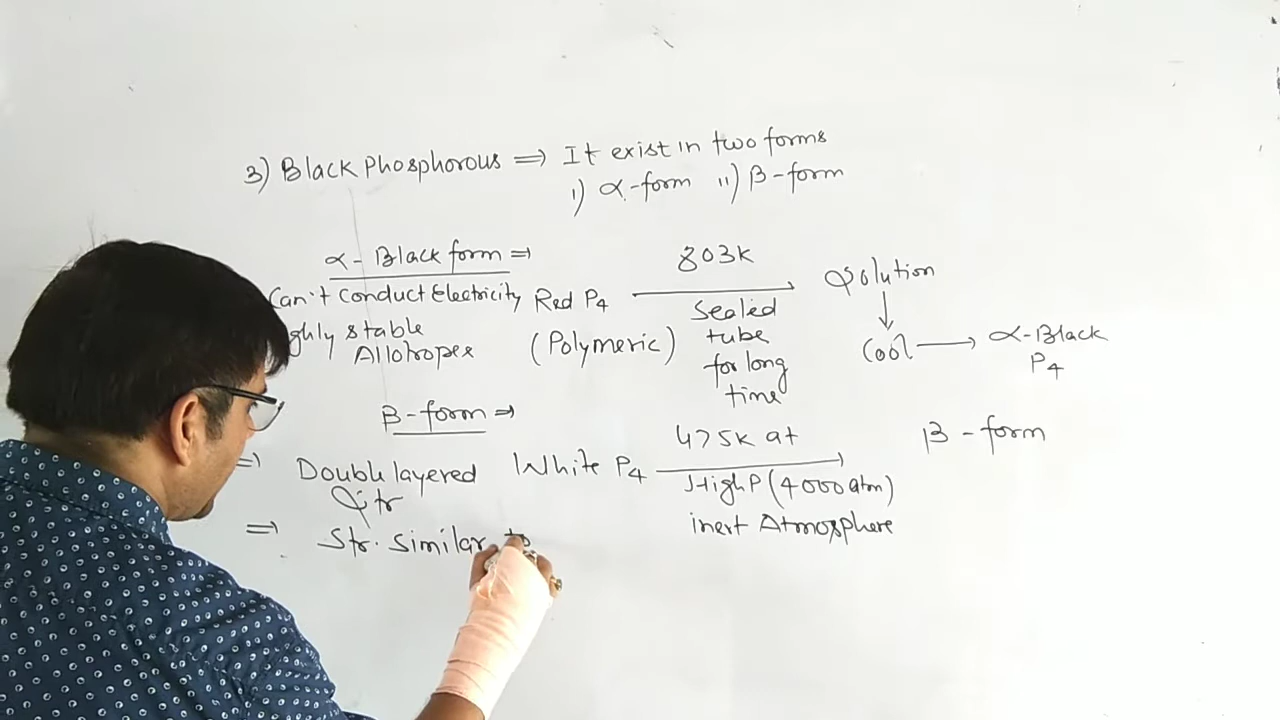 3) Black Phosphorous ⇒ It exist in two forms
i) α-form ii) β-form
α- Black form ⇒
Can't Conduct Electricity
ghly stable
Allotropes
Red P4
(Polymeric)
803K
Sealed
tube
for long
time
Solution
↓
Cool → α-Black
P4
β-form ⇒
⇒ Double layered
Str
White P4
475K at
High P (4000 atm)
inert Atmosphere
β - form
⇒ Str. Similar to